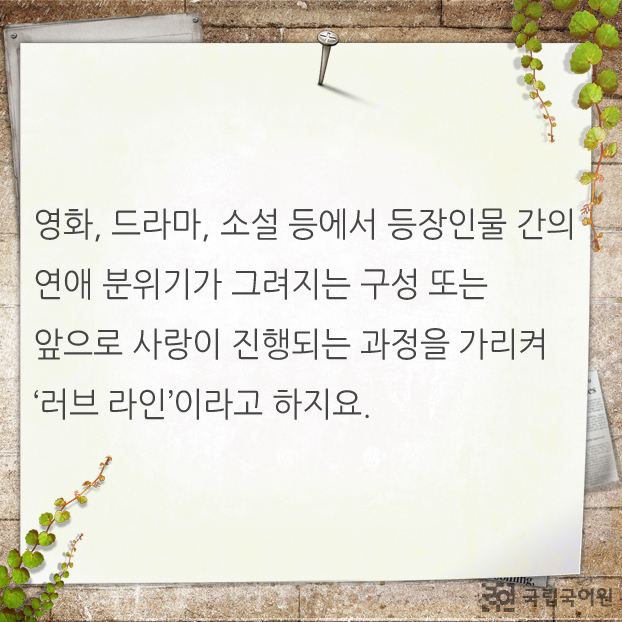 영화, 드라마, 소설 등에서 등장인물 간의
연애 분위기가 그려지는 구성 또는
앞으로 사랑이 진행되는 과정을 가리켜
‘러브 라인’이라고 하지요.
국립국어원